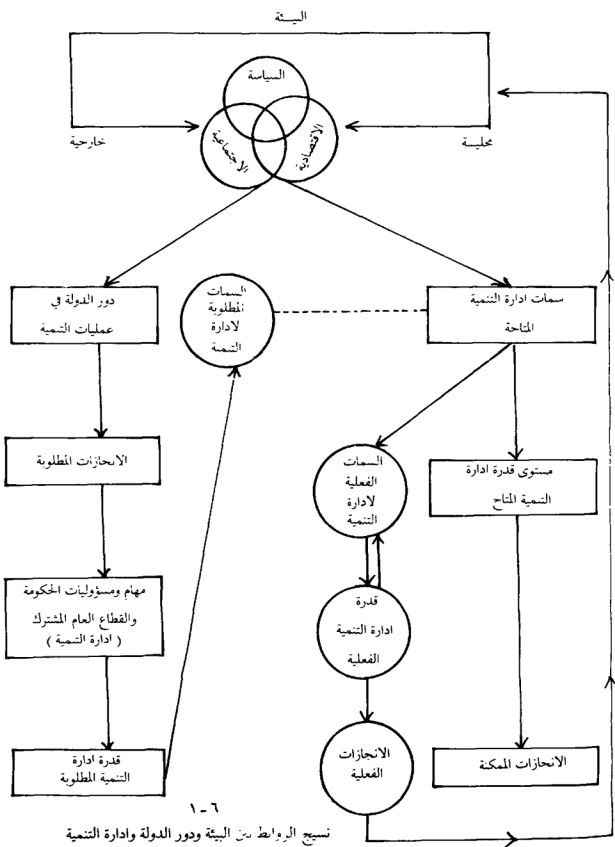 البيئة
السياسة
الاقتصادية
الاجتماعية
محليسة
خارجية
سمات ادارة التنمية
المتاحة
السمات
المطلوبة
لادارة
التنمية
دور الدولة في
عمليات التنمية
الانجازات المطلوبة
السمات
الفعلية
لادارة
التنمية
مستوى قدرة ادارة
التنمية المتاح
مهام ومسؤوليات الحكومة
والقطاع العام المشترك
( ادارة التنمية )
قدرة
ادارة التنمية
الفعلية
قدرة ادارة
التنمية المطلوبة
الانجازات
الفعلية
الانجازات الممكنة
٦-١
نسيج الروابط بين البيئة ودور الدولة وادارة التنمية